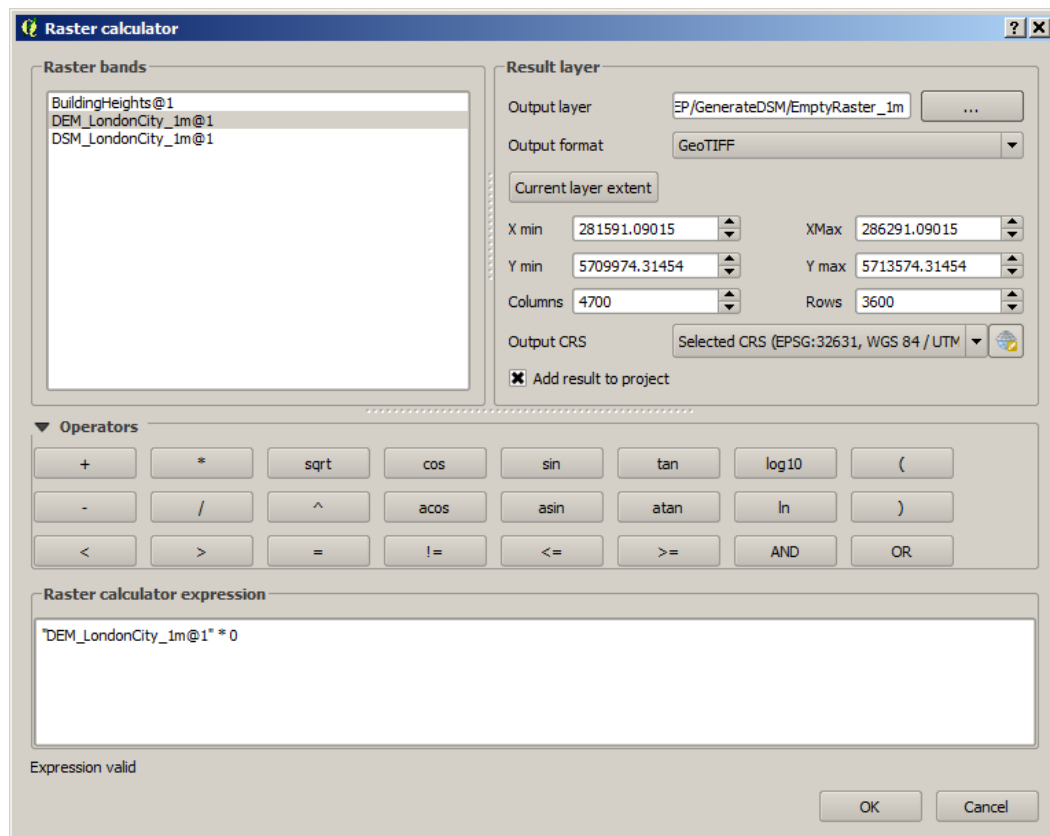 Raster calculator
Raster bands
BuildingHeights@1
DEM_LondonCity_1m@1
DSM_LondonCity_1m@1
Result layer
Output layer EP/GenerateDSM/EmptyRaster_1m ...
Output format GeoTIFF
Current layer extent
X min 281591.09015 XMax 286291.09015
Y min 5709974.31454 Y max 5713574.31454
Columns 4700 Rows 3600
Output CRS Selected CRS (EPSG:32631, WGS 84 / UTM
Add result to project
Operators
+ * sqrt cos sin tan log10 (
- / ^ acos asin atan ln )
< > = != <= >= AND OR
Raster calculator expression
"DEM_LondonCity_1m@1" * 0
Expression valid
OK Cancel